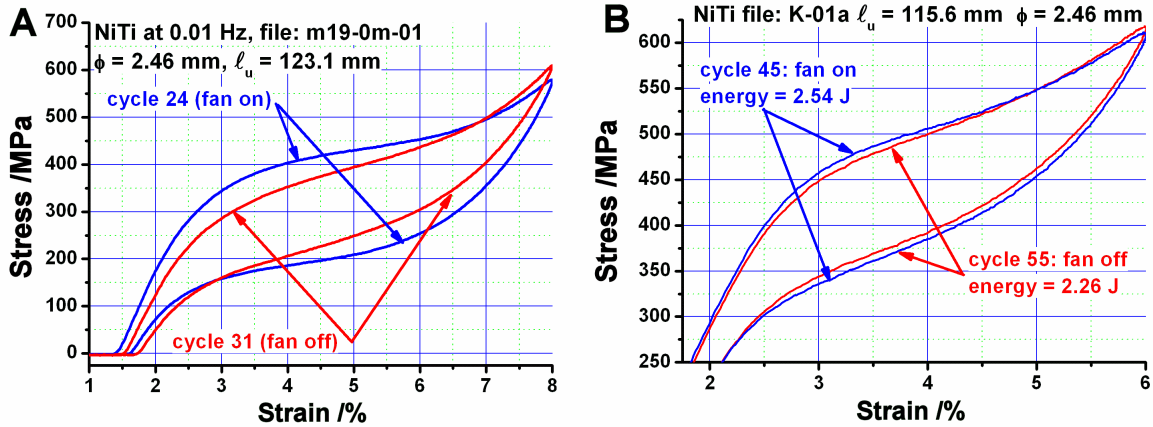 A
NiTi at 0.01 Hz, file: m19-0m-01
ϕ = 2.46 mm, ℓu = 123.1 mm
cycle 24 (fan on)
cycle 31 (fan off)
Stress /MPa
700
600
500
400
300
200
100
0
1 2 3 4 5 6 7 8
Strain /%
B
NiTi file: K-01a ℓu = 115.6 mm ϕ = 2.46 mm
cycle 45: fan on
energy = 2.54 J
cycle 55: fan off
energy = 2.26 J
Stress /MPa
600
550
500
450
400
350
300
250
2 3 4 5 6
Strain /%